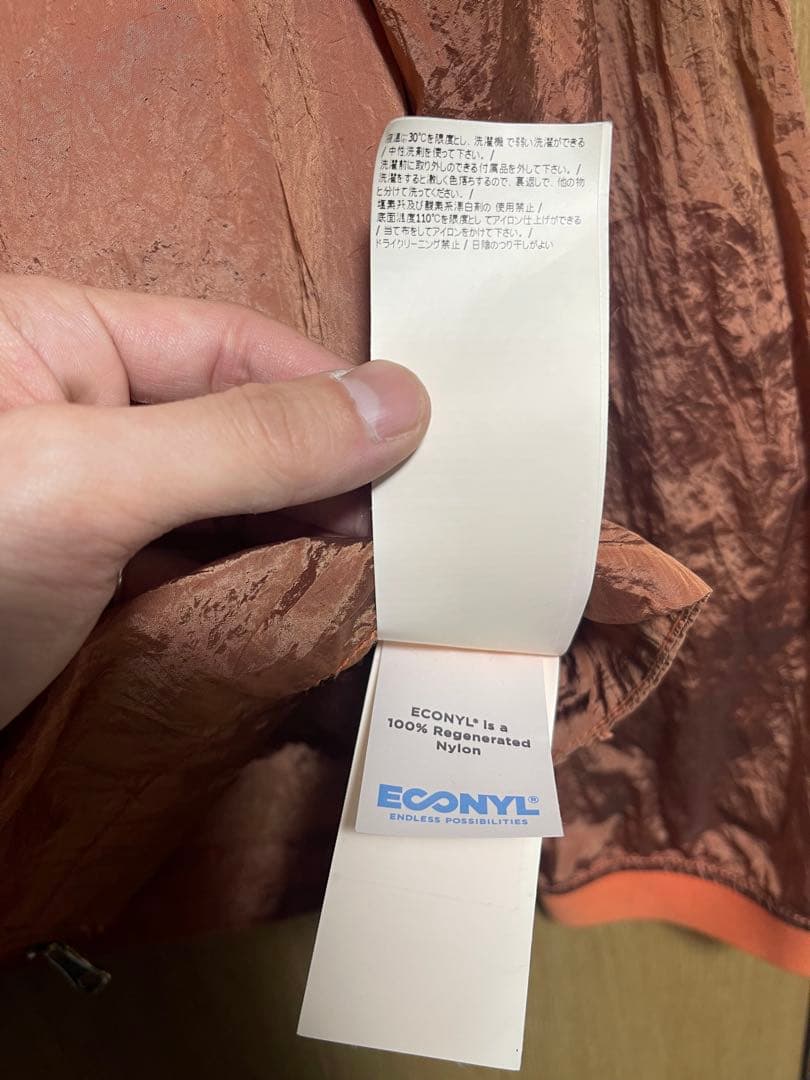 液温は30℃を限度とし、洗濯機 で弱い洗濯ができる
/ 中性洗剤を使って下さい。 /
洗濯前に取り外しのできる付属品を外して下さい。 /
洗濯をすると激しく色落ちするので、裏返して、他の物
と分けて洗ってください。 /
塩素系及び酸素系漂白剤の 使用禁止 /
底面温度110℃を限度とし てアイロン仕上げができる
/ 当て布をしてアイロンをかけて下さい。 /
ドライクリーニング禁止 / 日陰のつり干しがよい
ECONYL® is a
100% Regenerated
Nylon
ECONYL®
ENDLESS POSSIBILITIES